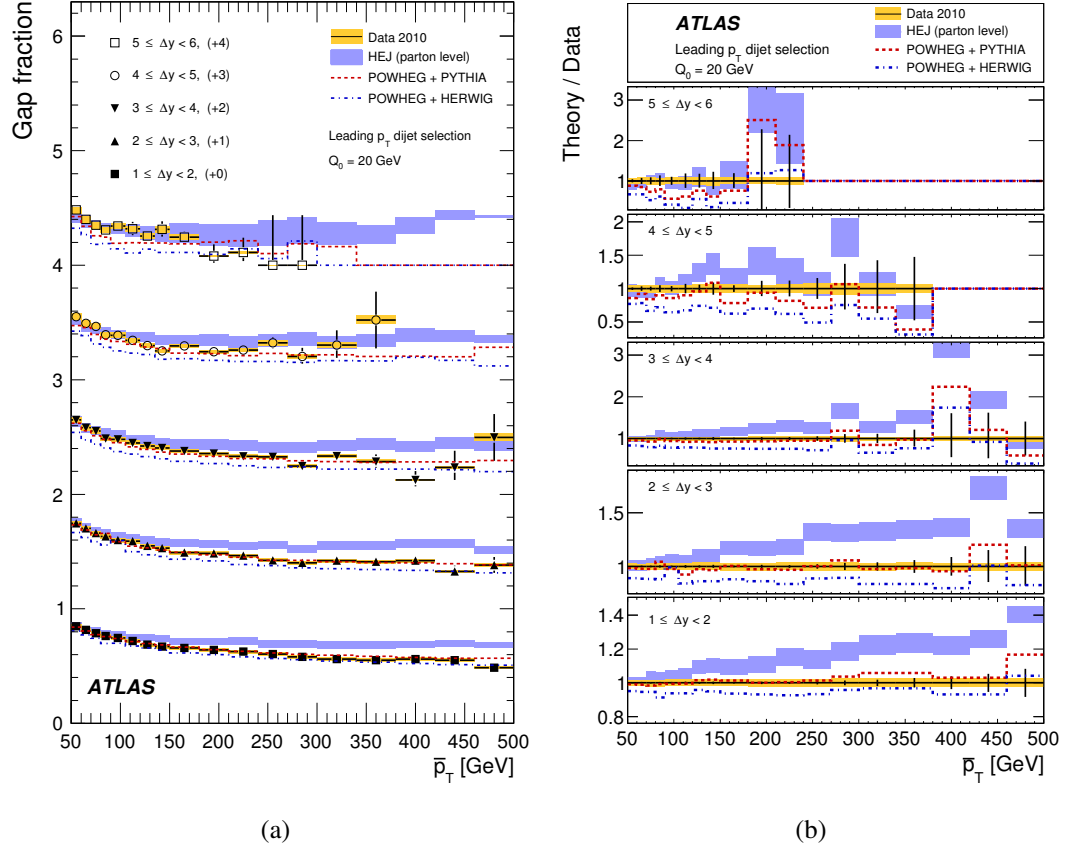 Gap fraction
6
5
4
3
2
1
0
5 ≤ Δy < 6, (+4)
4 ≤ Δy < 5, (+3)
3 ≤ Δy < 4, (+2)
2 ≤ Δy < 3, (+1)
1 ≤ Δy < 2, (+0)
Data 2010
HEJ (parton level)
POWHEG + PYTHIA
POWHEG + HERWIG
Leading p_T dijet selection
Q_0 = 20 GeV
ATLAS
50 100 150 200 250 300 350 400 450 500
p̅_T [GeV]
(a)
Theory / Data
ATLAS
Leading p_T dijet selection
Q_0 = 20 GeV
Data 2010
HEJ (parton level)
POWHEG + PYTHIA
POWHEG + HERWIG
5 ≤ Δy < 6
3
2
1
4 ≤ Δy < 5
2
1.5
1
0.5
3 ≤ Δy < 4
3
2
1
2 ≤ Δy < 3
1.5
1
1 ≤ Δy < 2
1.4
1.2
1
0.8
50 100 150 200 250 300 350 400 450 500
p̅_T [GeV]
(b)